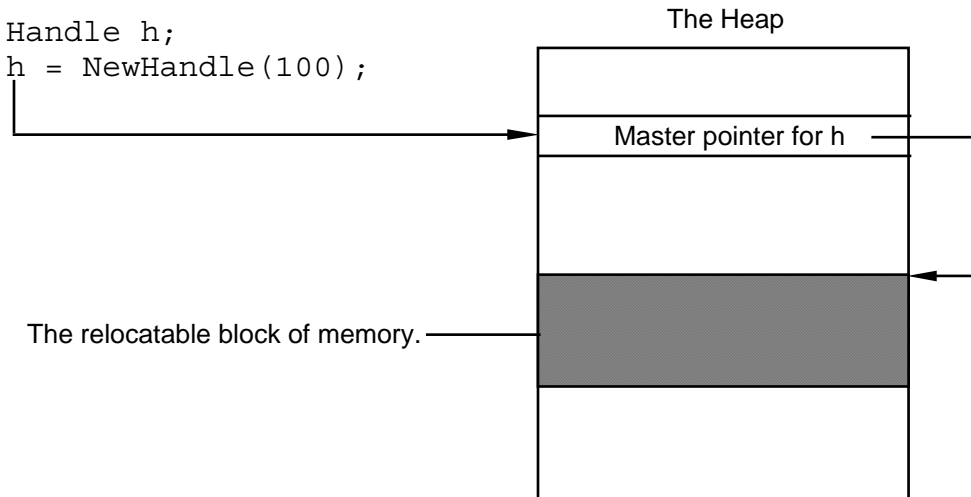 The Heap
Handle h;
h = NewHandle(100);
Master pointer for h
The relocatable block of memory.